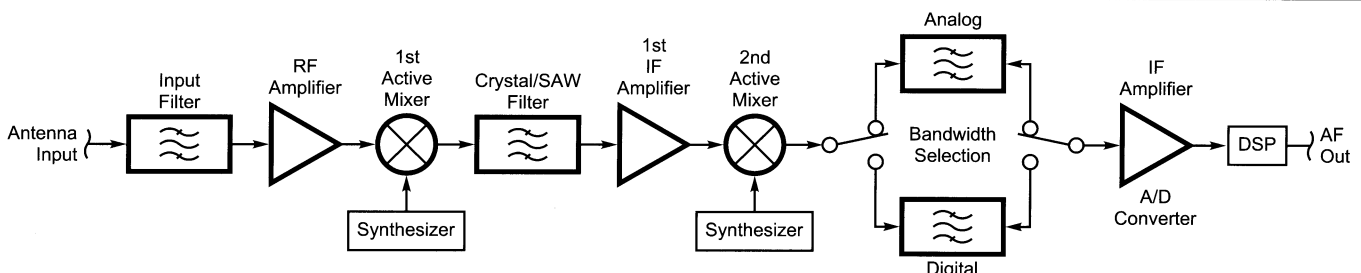 Antenna
Input
Input
Filter
RF
Amplifier
1st
Active
Mixer
Synthesizer
Crystal/SAW
Filter
1st
IF
Amplifier
2nd
Active
Mixer
Synthesizer
Analog
Bandwidth
Selection
Digital
IF
Amplifier
A/D
Converter
DSP
AF
Out